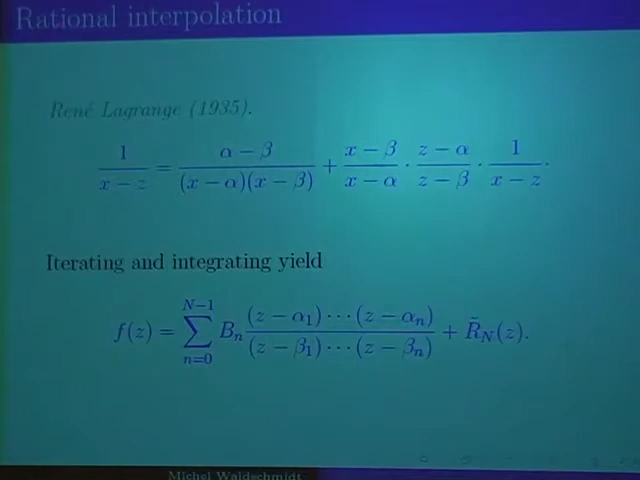 Rational interpolation
René Lagrange (1935).
1/(x − z) = (α − β)/((x − α)(x − β)) + (x − β)/(x − α) · (z − α)/(z − β) · 1/(x − z)·
Iterating and integrating yield
f(z) = ∑_{n=0}^{N−1} B_n ((z − α_1) ··· (z − α_n))/((z − β_1) ··· (z − β_n)) + R̃_N(z).
Michel Waldschmidt